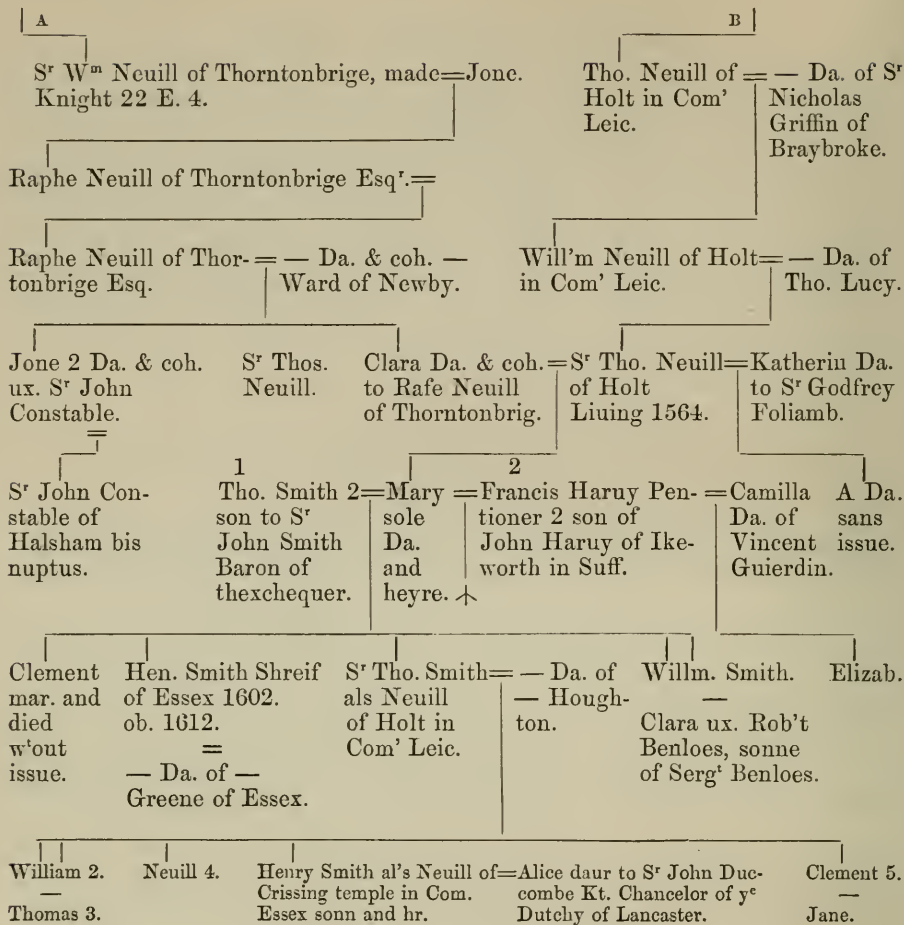 A
B
Sʳ Wᵐ Neuill of Thorntonbrige, made=Jone.
Knight 22 E. 4.
Tho. Neuill of = — Da. of Sʳ
Holt in Com' Nicholas
Leic. Griffin of
Braybroke.
Raphe Neuill of Thorntonbrige Esqʳ.=
Raphe Neuill of Thor-= — Da. & coh. —
tonbrige Esq. Ward of Newby.
Will'm Neuill of Holt= — Da. of
in Com' Leic. Tho. Lucy.
Jone 2 Da. & coh.
ux. Sʳ John
Constable.
=
Sʳ Thos.
Neuill.
Clara Da. & coh.
to Rafe Neuill
of Thorntonbrig.
=Sʳ Tho. Neuill=
of Holt
Liuing 1564.
Katherin Da.
to Sʳ Godfrey
Foliamb.
Sʳ John Con-
stable of
Halsham bis
nuptus.
1
Tho. Smith 2=
son to Sʳ
John Smith
Baron of
thexchequer.
Mary
sole
Da.
and
heyre.
2
=Francis Haruy Pen-
tioner 2 son of
John Haruy of Ike-
worth in Suff.
=Camilla
Da. of
Vincent
Guierdin.
A Da.
sans
issue.
Clement
mar. and
died
wᵗout
issue.
Hen. Smith Shreif
of Essex 1602.
ob. 1612.
=
— Da. of —
Greene of Essex.
Sʳ Tho. Smith=
als Neuill
of Holt in
Com' Leic.
— Da. of
— Hough-
ton.
Willm. Smith.
—
Clara ux. Rob't
Benloes, sonne
of Sergᵗ Benloes.
Elizab.
William 2.
—
Thomas 3.
Neuill 4.
Henry Smith al's Neuill of=
Crissing temple in Com.
Essex sonn and hr.
Alice daur to Sʳ John Duc-
combe Kt. Chancelor of yᵉ
Dutchy of Lancaster.
Clement 5.
—
Jane.